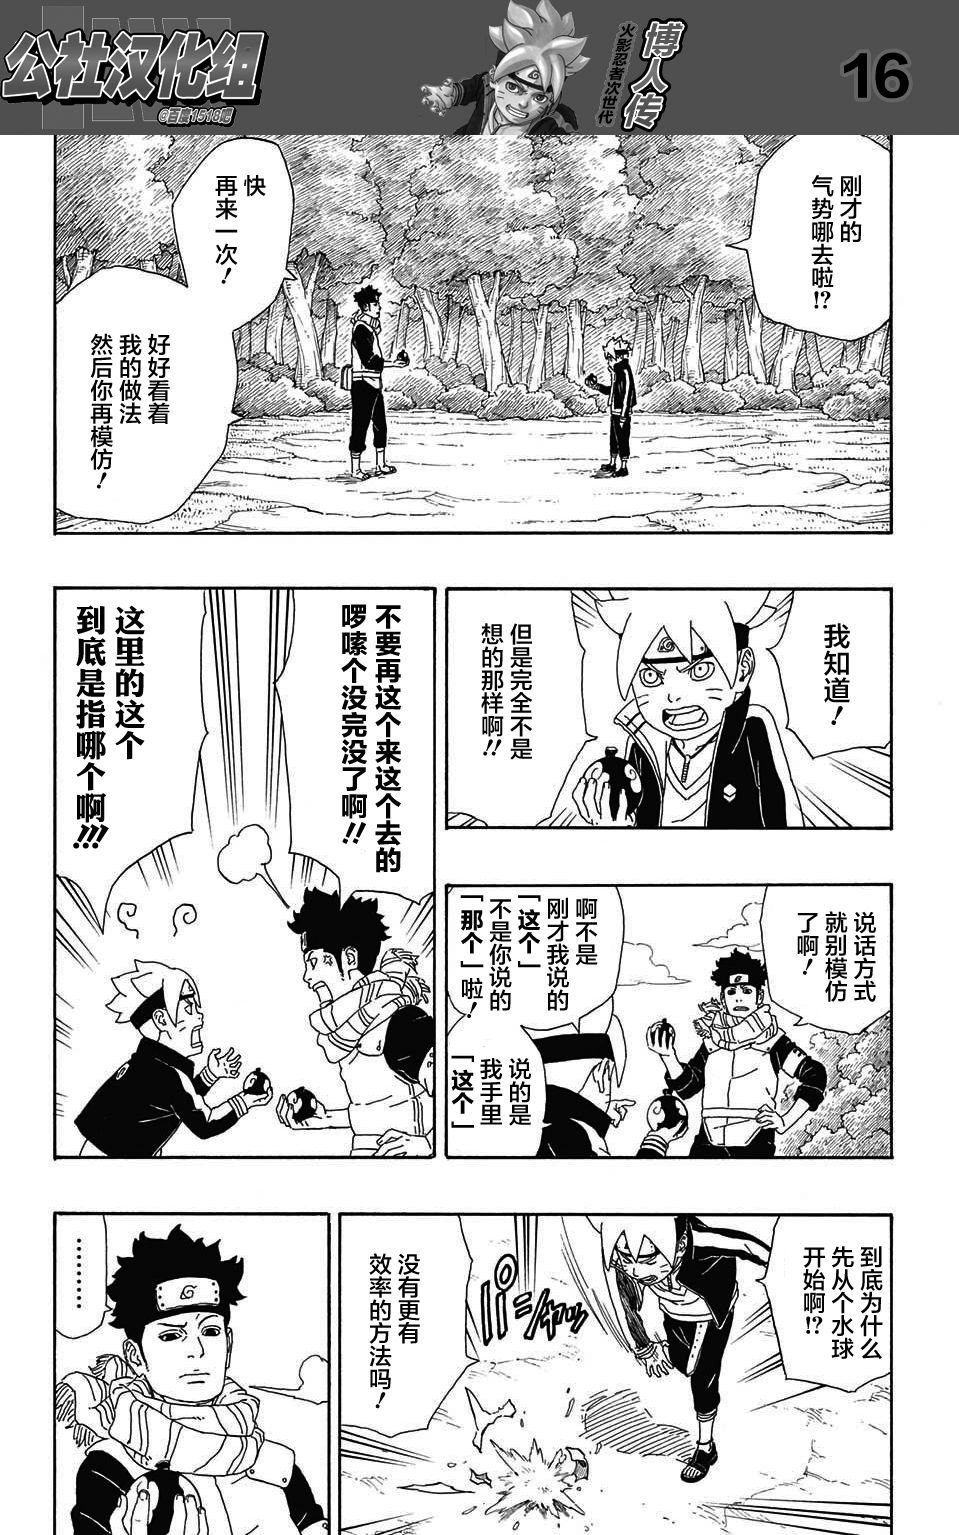 公社汉化组
@百度1516吧
火影忍者次世代
博人传
16
刚才的
气势哪去啦!?
快
再来一次!
好好看着
我的做法
然后你再模仿!
我知道!
但是完全不是
想的那样啊!!
不要再这个来这个去的
啰嗦个没完没了啊!!
这里的这个
到底是指哪个啊!!!
说话方式
就别模仿
了啊!
啊不是
刚才我说的
「这个」
不是你说的
「那个」啦!
说的是
我手里
「这个」
到底为什么
先从个水球
开始啊!?
パシャッ
没有更有
效率的方法吗!
………